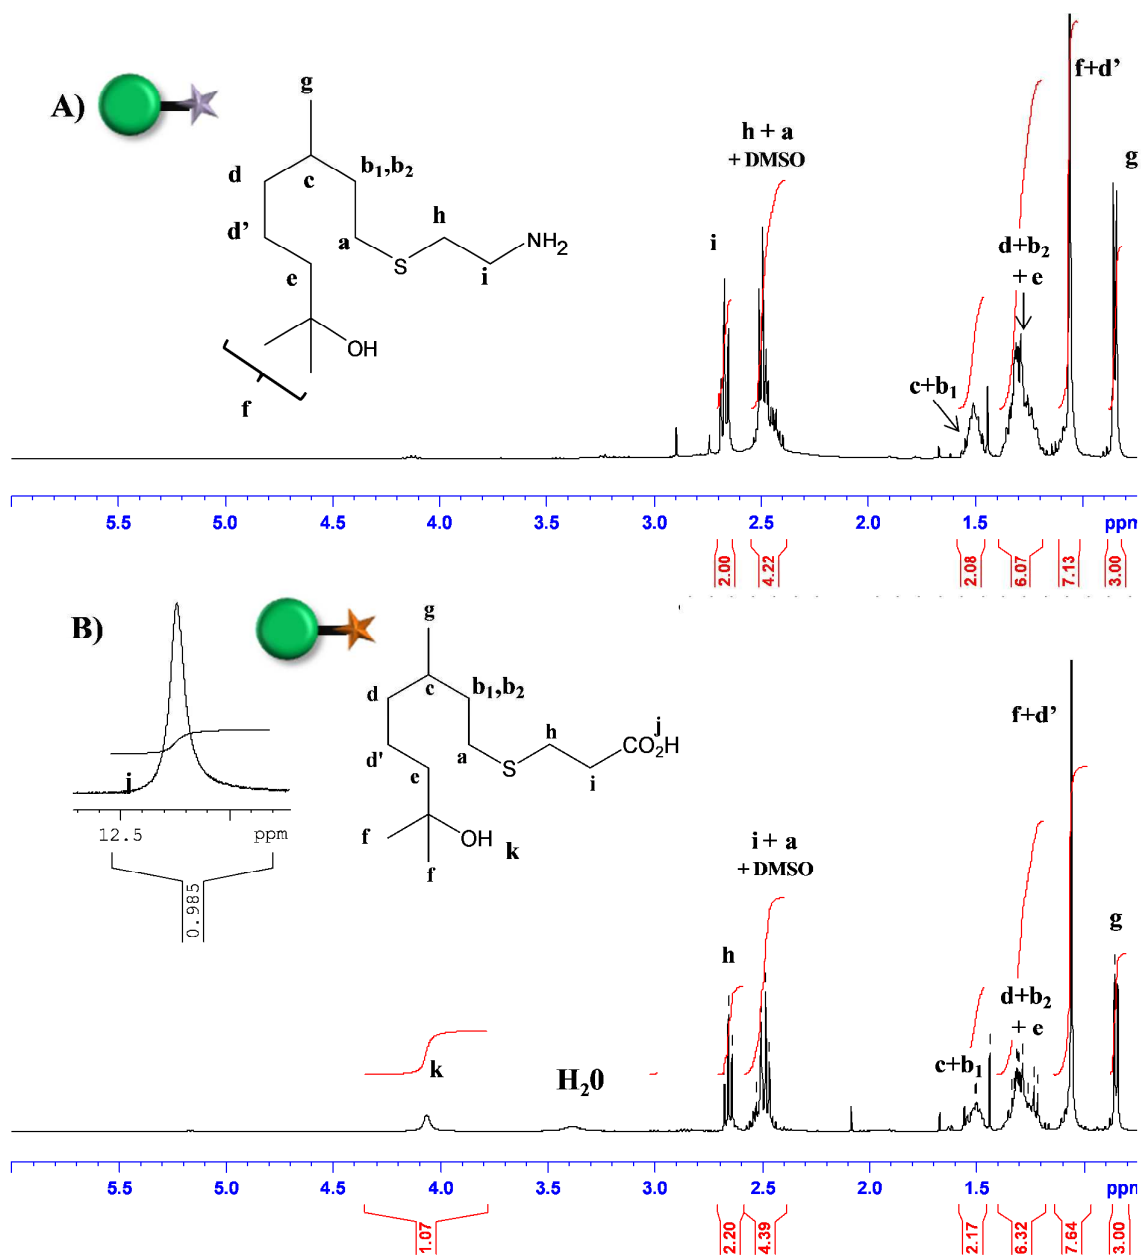 A)
g
d
c
b₁,b₂
d'
a
h
S
NH₂
i
e
OH
f
i
h + a
+ DMSO
c+b₁
d+b₂
+ e
f+d'
g
5.5 5.0 4.5 4.0 3.5 3.0 2.5 2.0 1.5 ppm
2.00 4.22 2.08 6.07 7.13 3.00
B)
j
12.5 ppm
0.985
g
d
c
b₁,b₂
d'
a
h
S
CO₂H
j
i
e
f
OH
k
f
k
H₂0
h
i + a
+ DMSO
c+b₁
d+b₂
+ e
f+d'
g
5.5 5.0 4.5 4.0 3.5 3.0 2.5 2.0 1.5 ppm
1.07 2.20 4.39 2.17 6.32 7.64 3.00